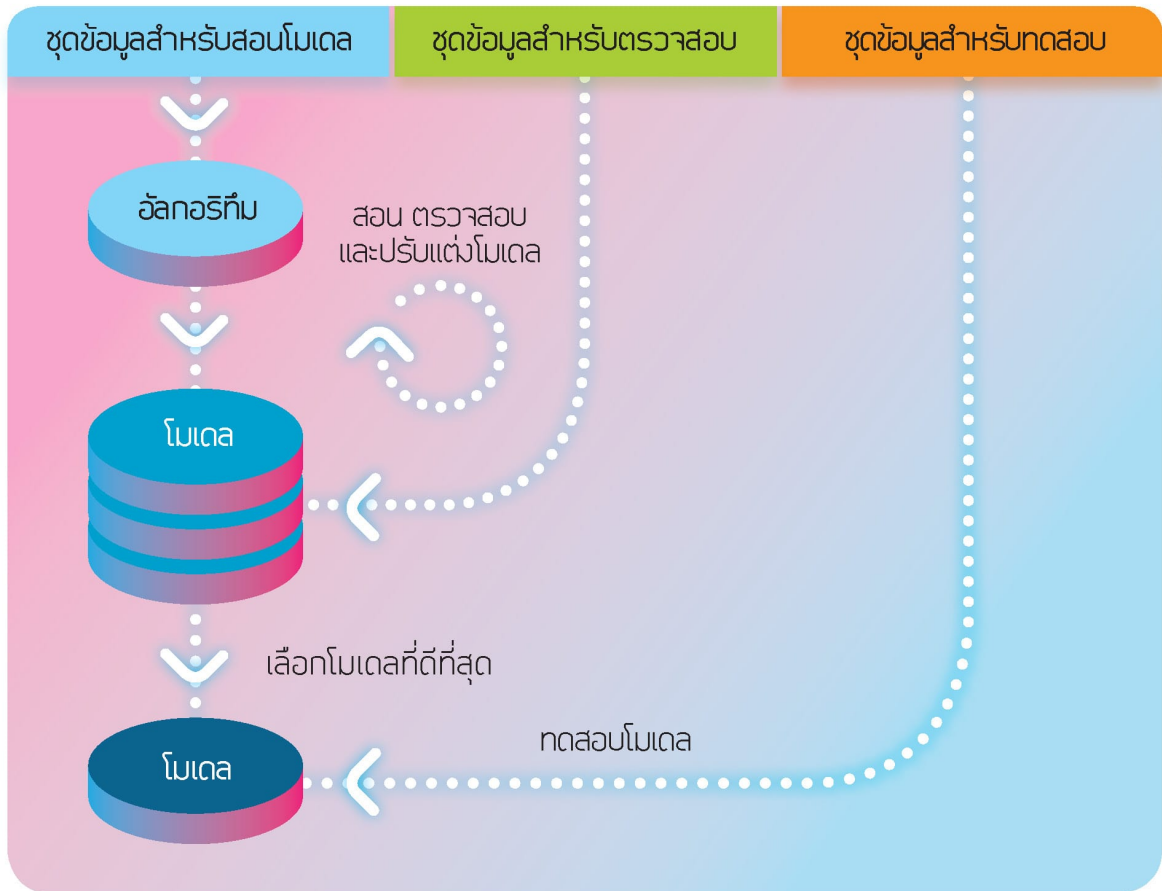 ชุดข้อมูลสำหรับสอนโมเดล
ชุดข้อมูลสำหรับตรวจสอบ
ชุดข้อมูลสำหรับทดสอบ
อัลกอริทึม
สอน ตรวจสอบ
และปรับแต่งโมเดล
โมเดล
เลือกโมเดลที่ดีที่สุด
ทดสอบโมเดล
โมเดล